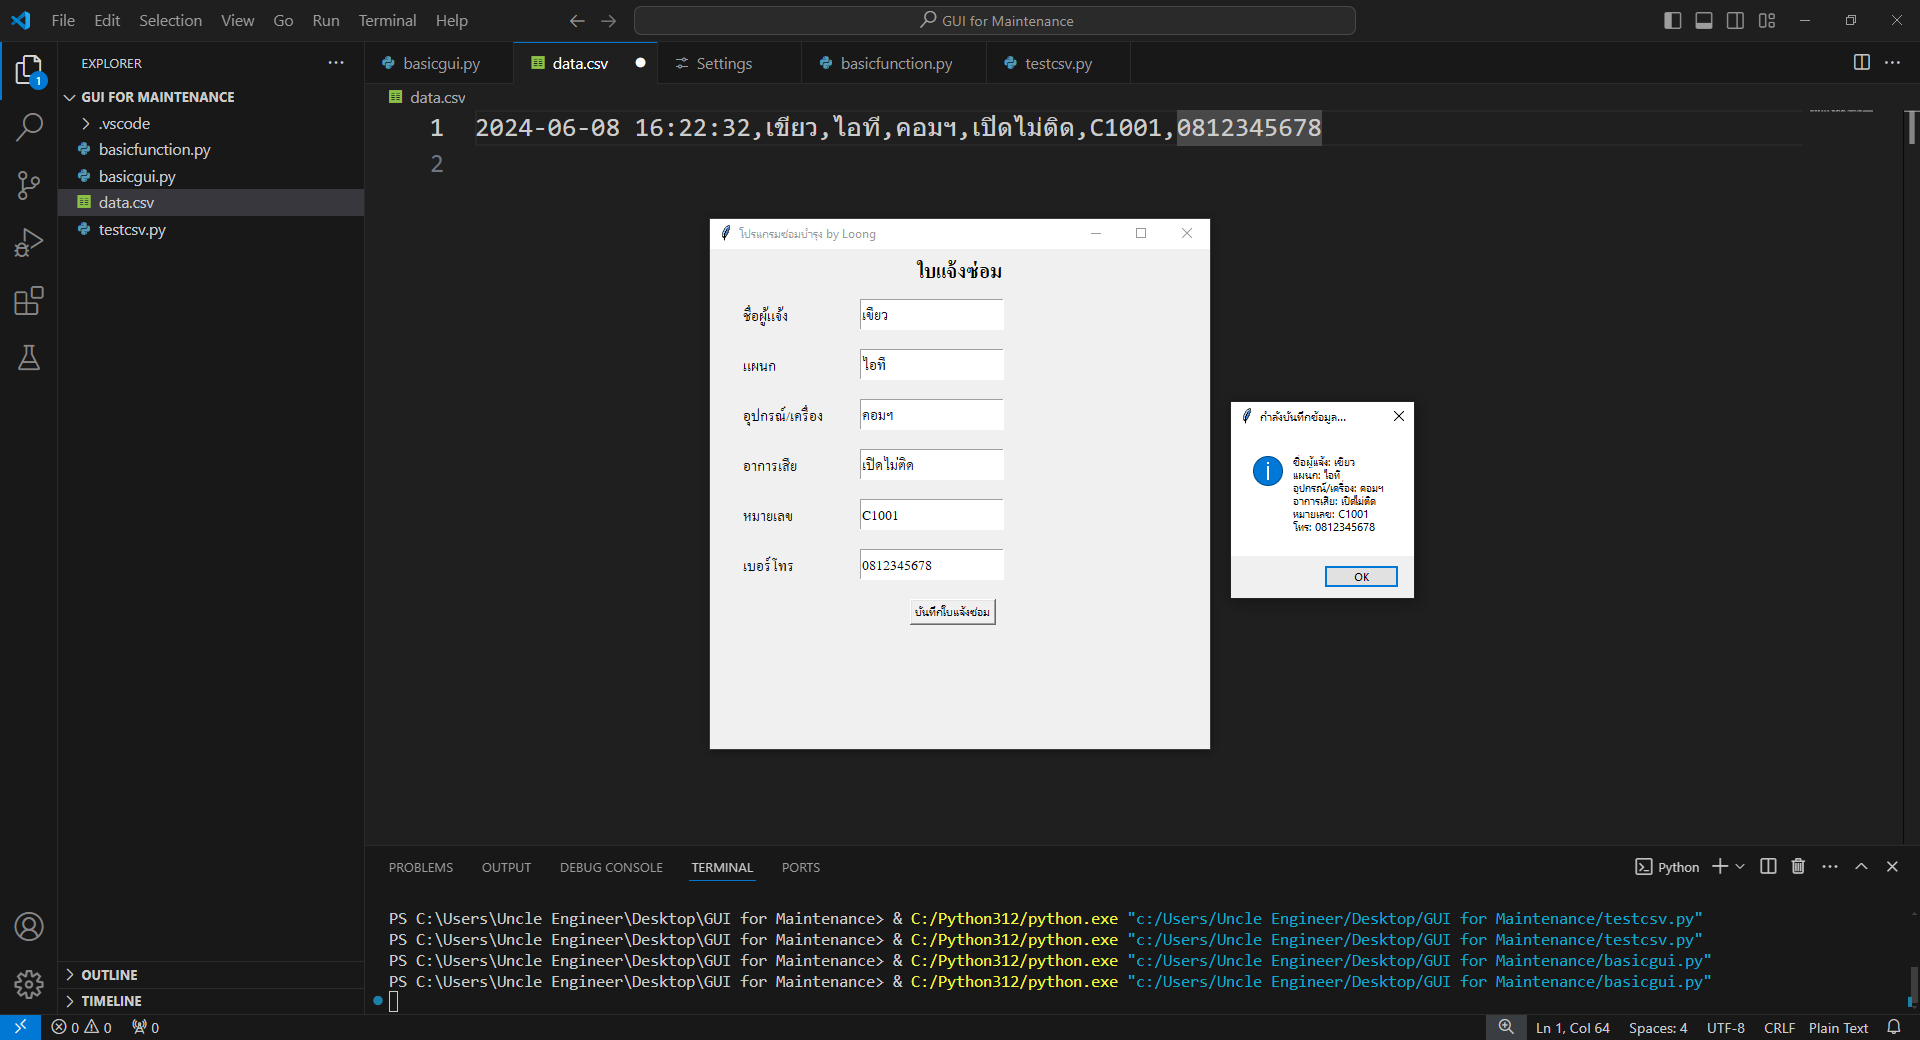 File Edit Selection View Go Run Terminal Help
GUI for Maintenance
EXPLORER
1
GUI FOR MAINTENANCE
.vscode
basicfunction.py
basicgui.py
data.csv
testcsv.py
OUTLINE
TIMELINE
basicgui.py data.csv Settings basicfunction.py testcsv.py
data.csv
1 2024-06-08 16:22:32,เขียว,ไอที,คอมฯ,เปิดไม่ติด,C1001,0812345678
2
โปรแกรมซ่อมบำรุง by Loong
ใบแจ้งซ่อม
ชื่อผู้แจ้ง เขียว
แผนก ไอที
อุปกรณ์/เครื่อง คอมฯ
อาการเสีย เปิดไม่ติด
หมายเลข C1001
เบอร์โทร 0812345678
บันทึกใบแจ้งซ่อม
กำลังบันทึกข้อมูล...
ชื่อผู้แจ้ง: เขียว
แผนก: ไอที
อุปกรณ์/เครื่อง: คอมฯ
อาการเสีย: เปิดไม่ติด
หมายเลข: C1001
โทร: 0812345678
OK
PROBLEMS OUTPUT DEBUG CONSOLE TERMINAL PORTS
Python
PS C:\Users\Uncle Engineer\Desktop\GUI for Maintenance> & C:/Python312/python.exe "c:/Users/Uncle Engineer/Desktop/GUI for Maintenance/testcsv.py"
PS C:\Users\Uncle Engineer\Desktop\GUI for Maintenance> & C:/Python312/python.exe "c:/Users/Uncle Engineer/Desktop/GUI for Maintenance/testcsv.py"
PS C:\Users\Uncle Engineer\Desktop\GUI for Maintenance> & C:/Python312/python.exe "c:/Users/Uncle Engineer/Desktop/GUI for Maintenance/basicgui.py"
PS C:\Users\Uncle Engineer\Desktop\GUI for Maintenance> & C:/Python312/python.exe "c:/Users/Uncle Engineer/Desktop/GUI for Maintenance/basicgui.py"
0 0 0
Ln 1, Col 64 Spaces: 4 UTF-8 CRLF Plain Text